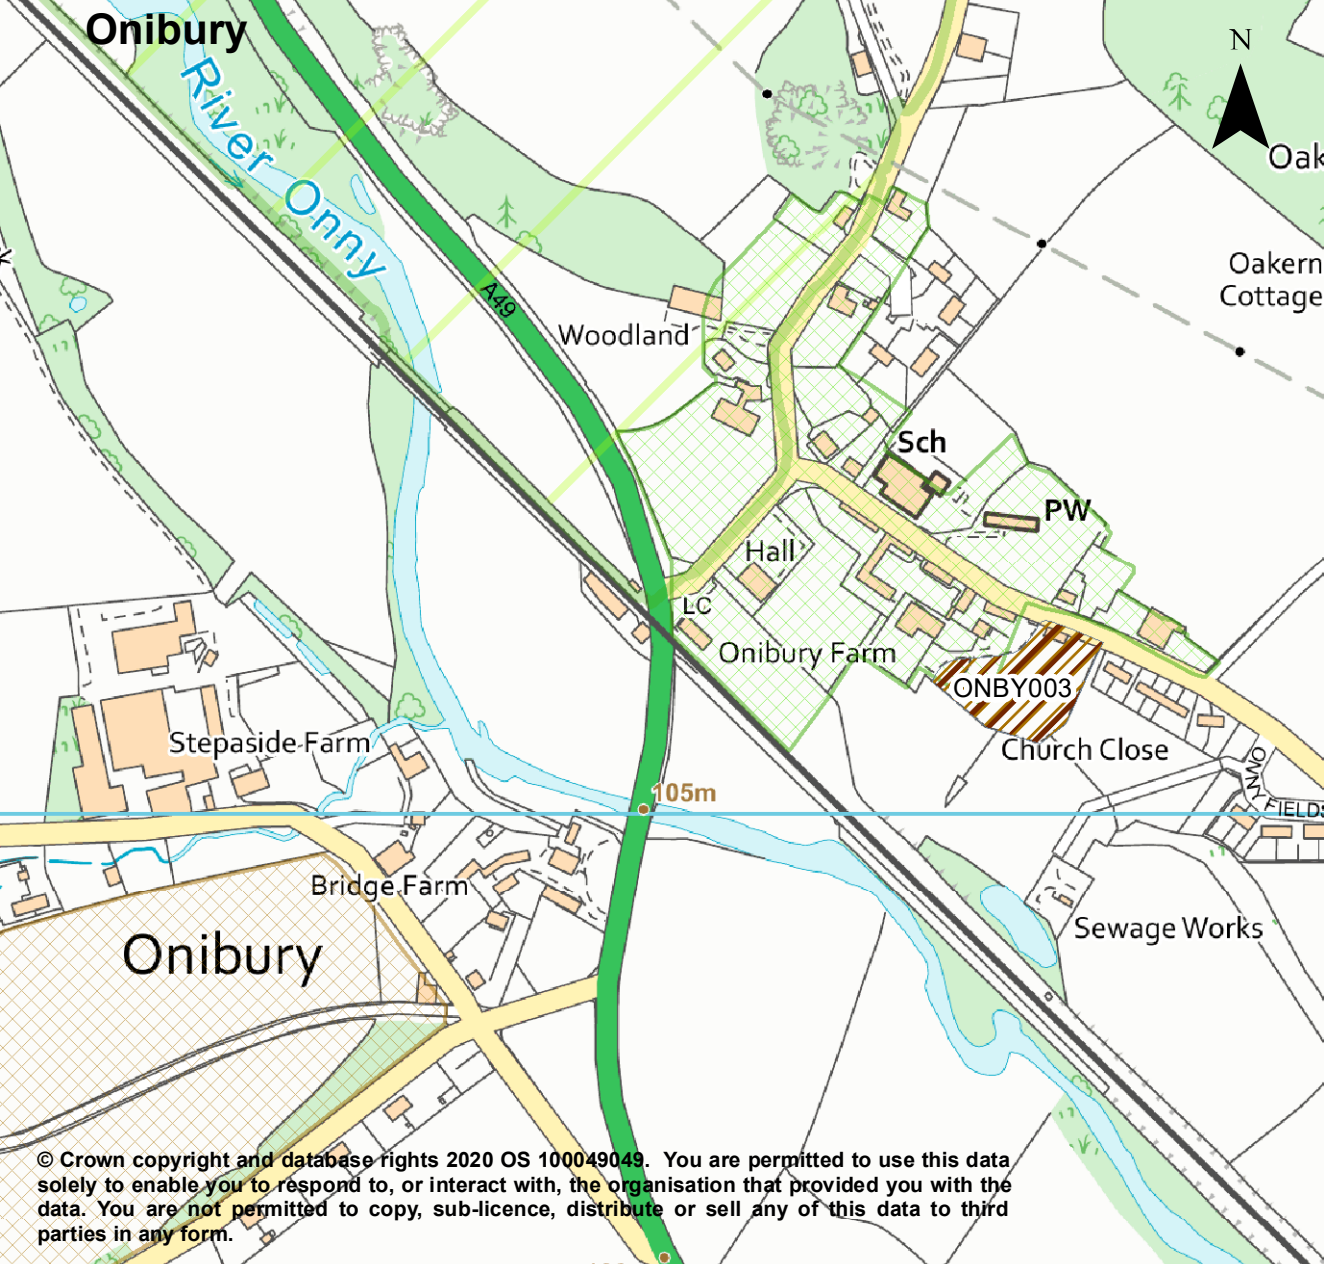 Onibury
N
River Onny
Oak
Oakern
Cottage
A49
Woodland
k
Sch
PW
Hall
LC
Onibury Farm
ONBY003
Church Close
Stepaside Farm
105m
ONNY FIELDS
Bridge Farm
Sewage Works
Onibury
© Crown copyright and database rights 2020 OS 100049049. You are permitted to use this data
solely to enable you to respond to, or interact with, the organisation that provided you with the
data. You are not permitted to copy, sub-licence, distribute or sell any of this data to third
parties in any form.